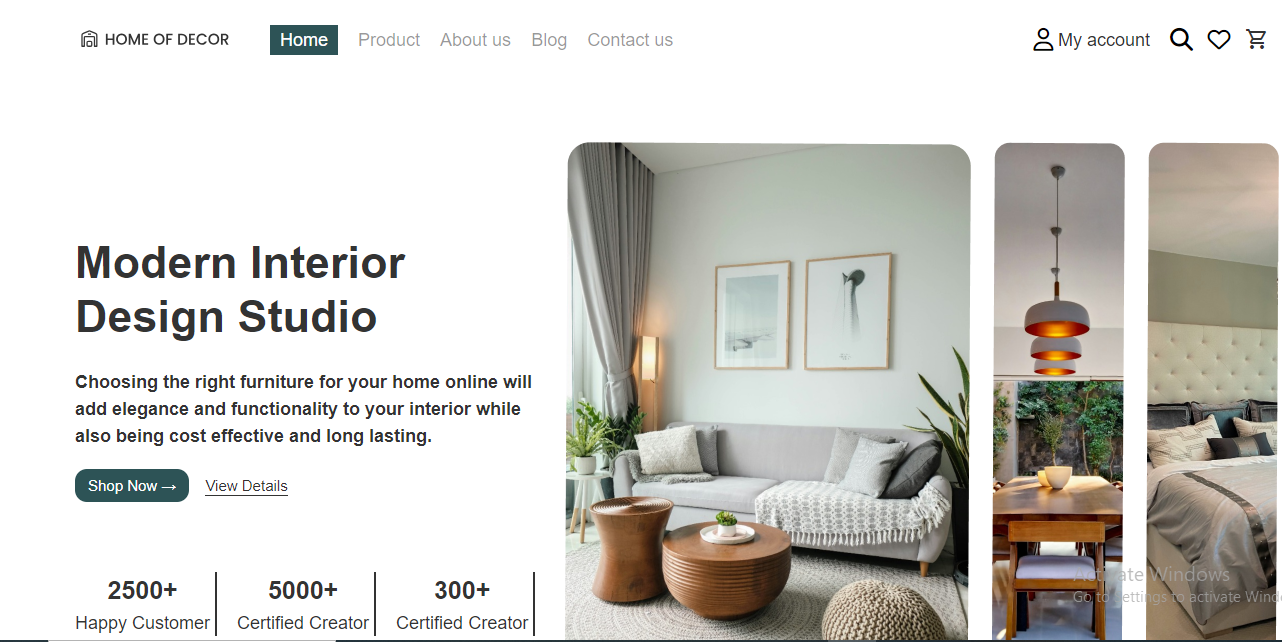 HOME OF DECOR
Home
Product
About us
Blog
Contact us
My account
Modern Interior
Design Studio
Choosing the right furniture for your home online will
add elegance and functionality to your interior while
also being cost effective and long lasting.
Shop Now →
View Details
2500+
Happy Customer
5000+
Certified Creator
300+
Certified Creator
Activate Windows
Go to Settings to activate Wind